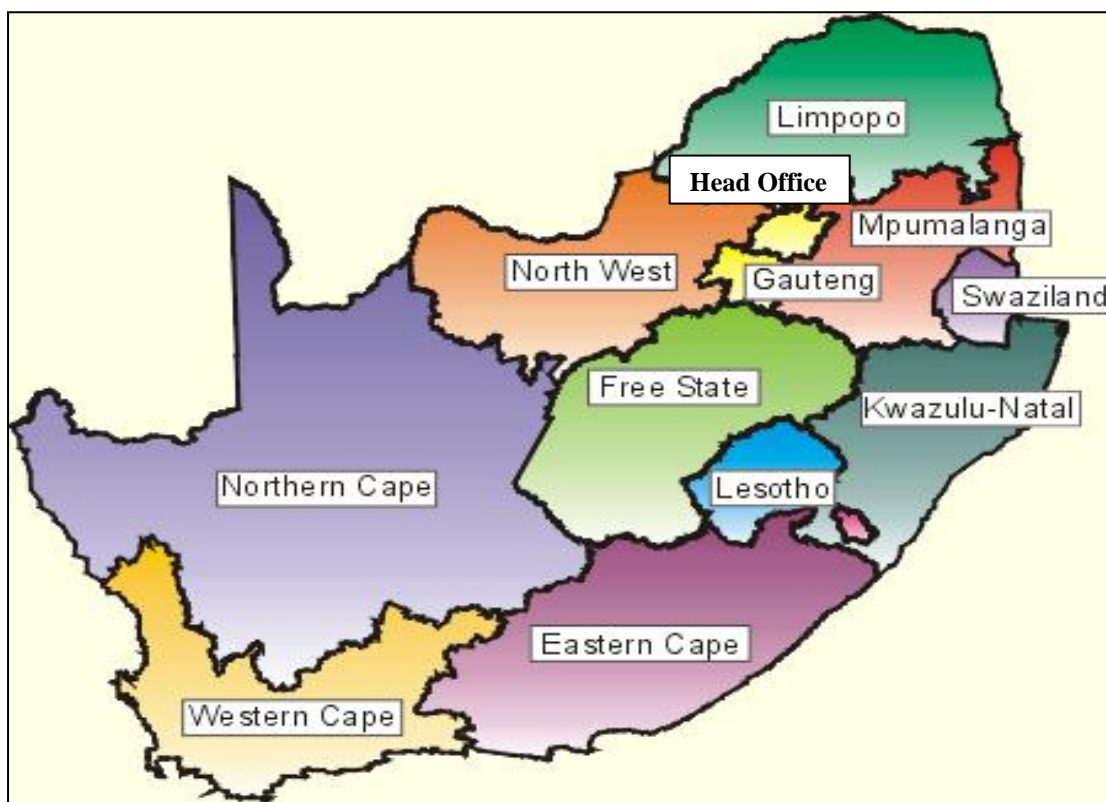 Limpopo
Head Office
Mpumalanga
North West
Gauteng
Swaziland
Free State
Kwazulu-Natal
Northern Cape
Lesotho
Eastern Cape
Western Cape